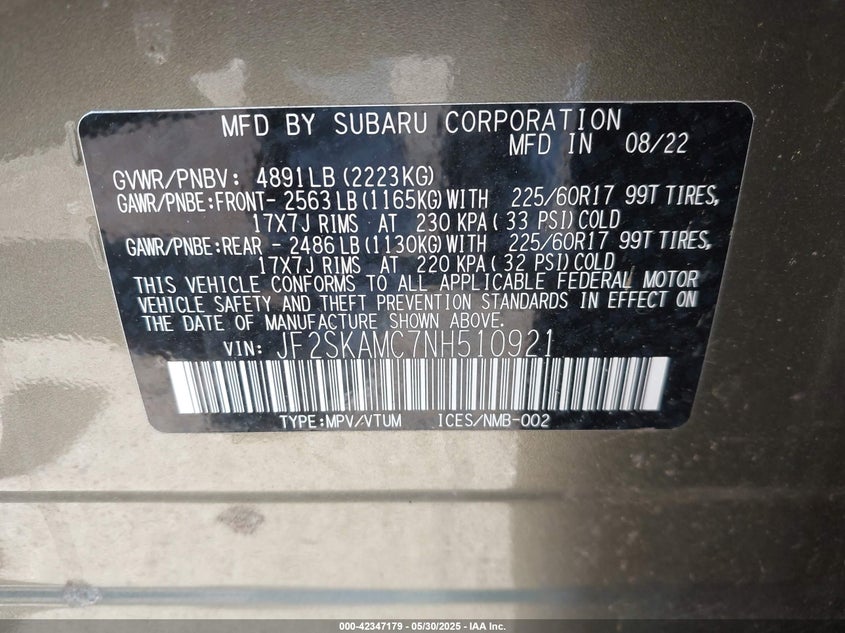 MFD BY SUBARU CORPORATION
MFD IN 08/22
GVWR/PNBV: 4891LB(2223KG)
GAWR/PNBE:FRONT- 2563LB(1165KG)WITH 225/60R17 99T TIRES,
17X7J RIMS AT 230 KPA( 33 PSI)COLD
GAWR/PNBE:REAR - 2486LB(1130KG)WITH 225/60R17 99T TIRES,
17X7J RIMS AT 220 KPA( 32 PSI)COLD
THIS VEHICLE CONFORMS TO ALL APPLICABLE FEDERAL MOTOR
VEHICLE SAFETY AND THEFT PREVENTION STANDARDS IN EFFECT ON
THE DATE OF MANUFACTURE SHOWN ABOVE.
VIN: JF2SKAMC7NH510921
TYPE:MPV/VTUM ICES/NMB-002
000-42347179 — 05/30/2025 — IAA Inc.